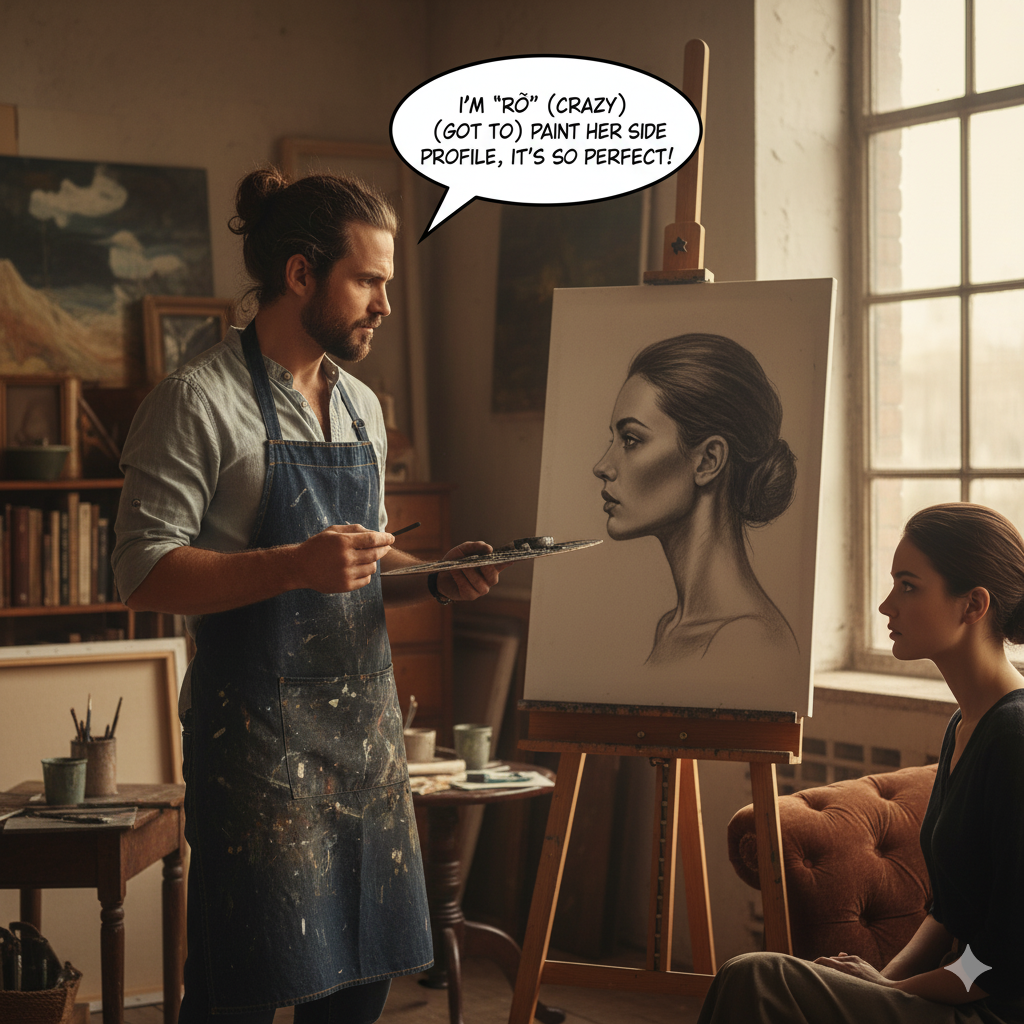 I'M "RÕ" (CRAZY)
(GOT TO) PAINT HER SIDE
PROFILE, IT'S SO PERFECT!